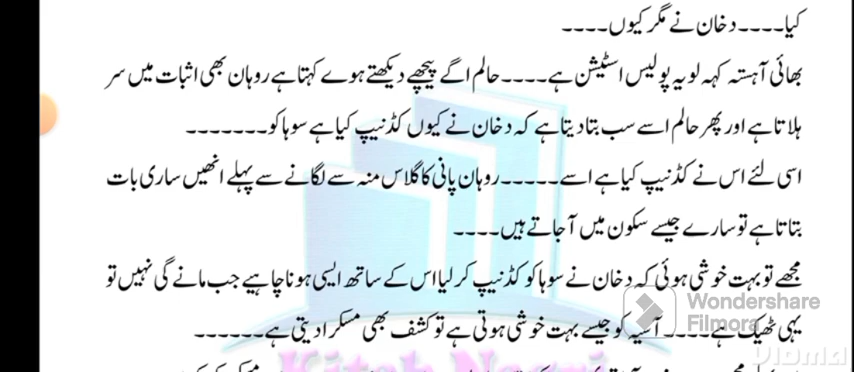 کیا۔۔۔۔ دخان نے مگر کیوں۔۔۔۔
بھائی آہستہ کہہ لو یہ پولیس اسٹیشن ہے۔۔۔۔ حالم اگے پیچھے دیکھتے ہوے کہتا ہے روہان بھی اثبات میں سر
ہلاتا ہے اور پھر حالم اسے سب بتا دیتا ہے کہ دخان نے کیوں کڈنیپ کیا ہے سوہا کو۔۔۔۔۔۔۔
اسی لئے اس نے کڈنیپ کیا ہے اسے۔۔۔۔۔ روہان پانی کا گلاس منہ سے لگانے سے پہلے انھیں ساری بات
بتاتا ہے تو سارے جیسے سکون میں آ جاتے ہیں۔۔۔۔
مجھے تو بہت خوشی ہوئی کہ دخان نے سوہا کو کڈنیپ کر لیا اس کے ساتھ ایسی ہونا چاہیے جب مانے گی نہیں تو
یہی ٹھیک ہے۔۔۔۔ آسیہ کو جیسے بہت خوشی ہوتی ہے تو کشف بھی مسکرا دیتی ہے۔۔۔۔۔۔
Wondershare
Filmora
Kitab Nagri